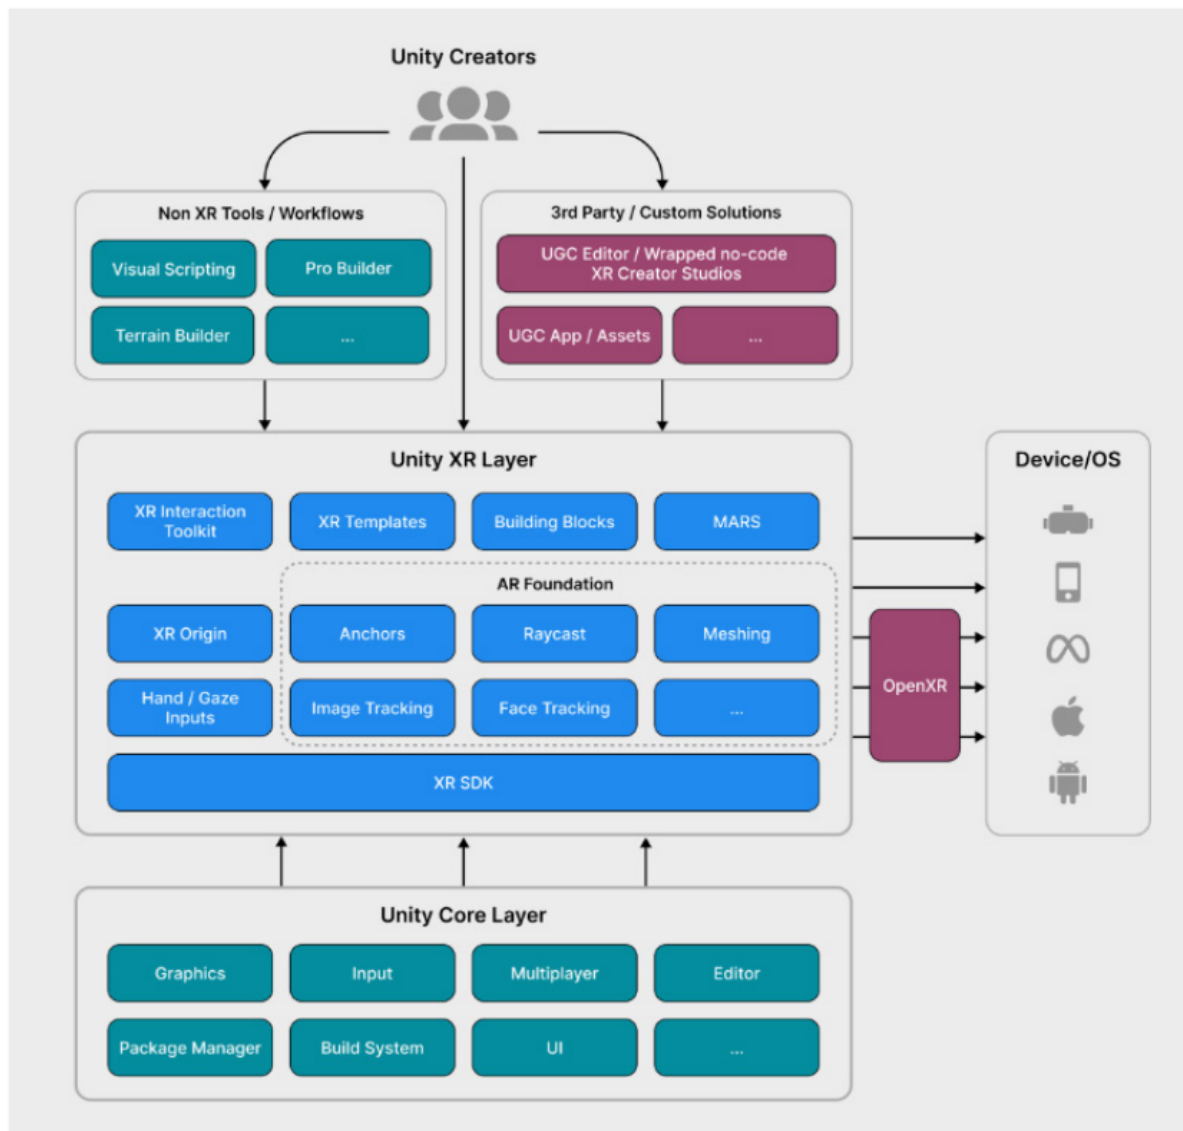 Unity Creators
Non XR Tools / Workflows
Visual Scripting
Pro Builder
Terrain Builder
...
3rd Party / Custom Solutions
UGC Editor / Wrapped no-code
XR Creator Studios
UGC App / Assets
...
Unity XR Layer
XR Interaction
Toolkit
XR Templates
Building Blocks
MARS
AR Foundation
XR Origin
Anchors
Raycast
Meshing
Hand / Gaze
Inputs
Image Tracking
Face Tracking
...
XR SDK
OpenXR
Device/OS
Unity Core Layer
Graphics
Input
Multiplayer
Editor
Package Manager
Build System
UI
...